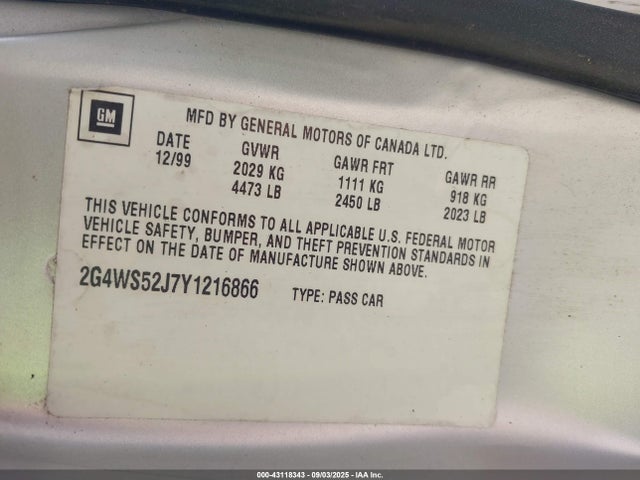 GM
MFD BY GENERAL MOTORS OF CANADA LTD.
DATE GVWR GAWR FRT GAWR RR
12/99 2029 KG 1111 KG 918 KG
4473 LB 2450 LB 2023 LB
THIS VEHICLE CONFORMS TO ALL APPLICABLE U.S. FEDERAL MOTOR
VEHICLE SAFETY, BUMPER, AND THEFT PREVENTION STANDARDS IN
EFFECT ON THE DATE OF MANUFACTURE SHOWN ABOVE.
2G4WS52J7Y1216866 TYPE: PASS CAR
000-43118343 - 09/03/2025 - IAA Inc.